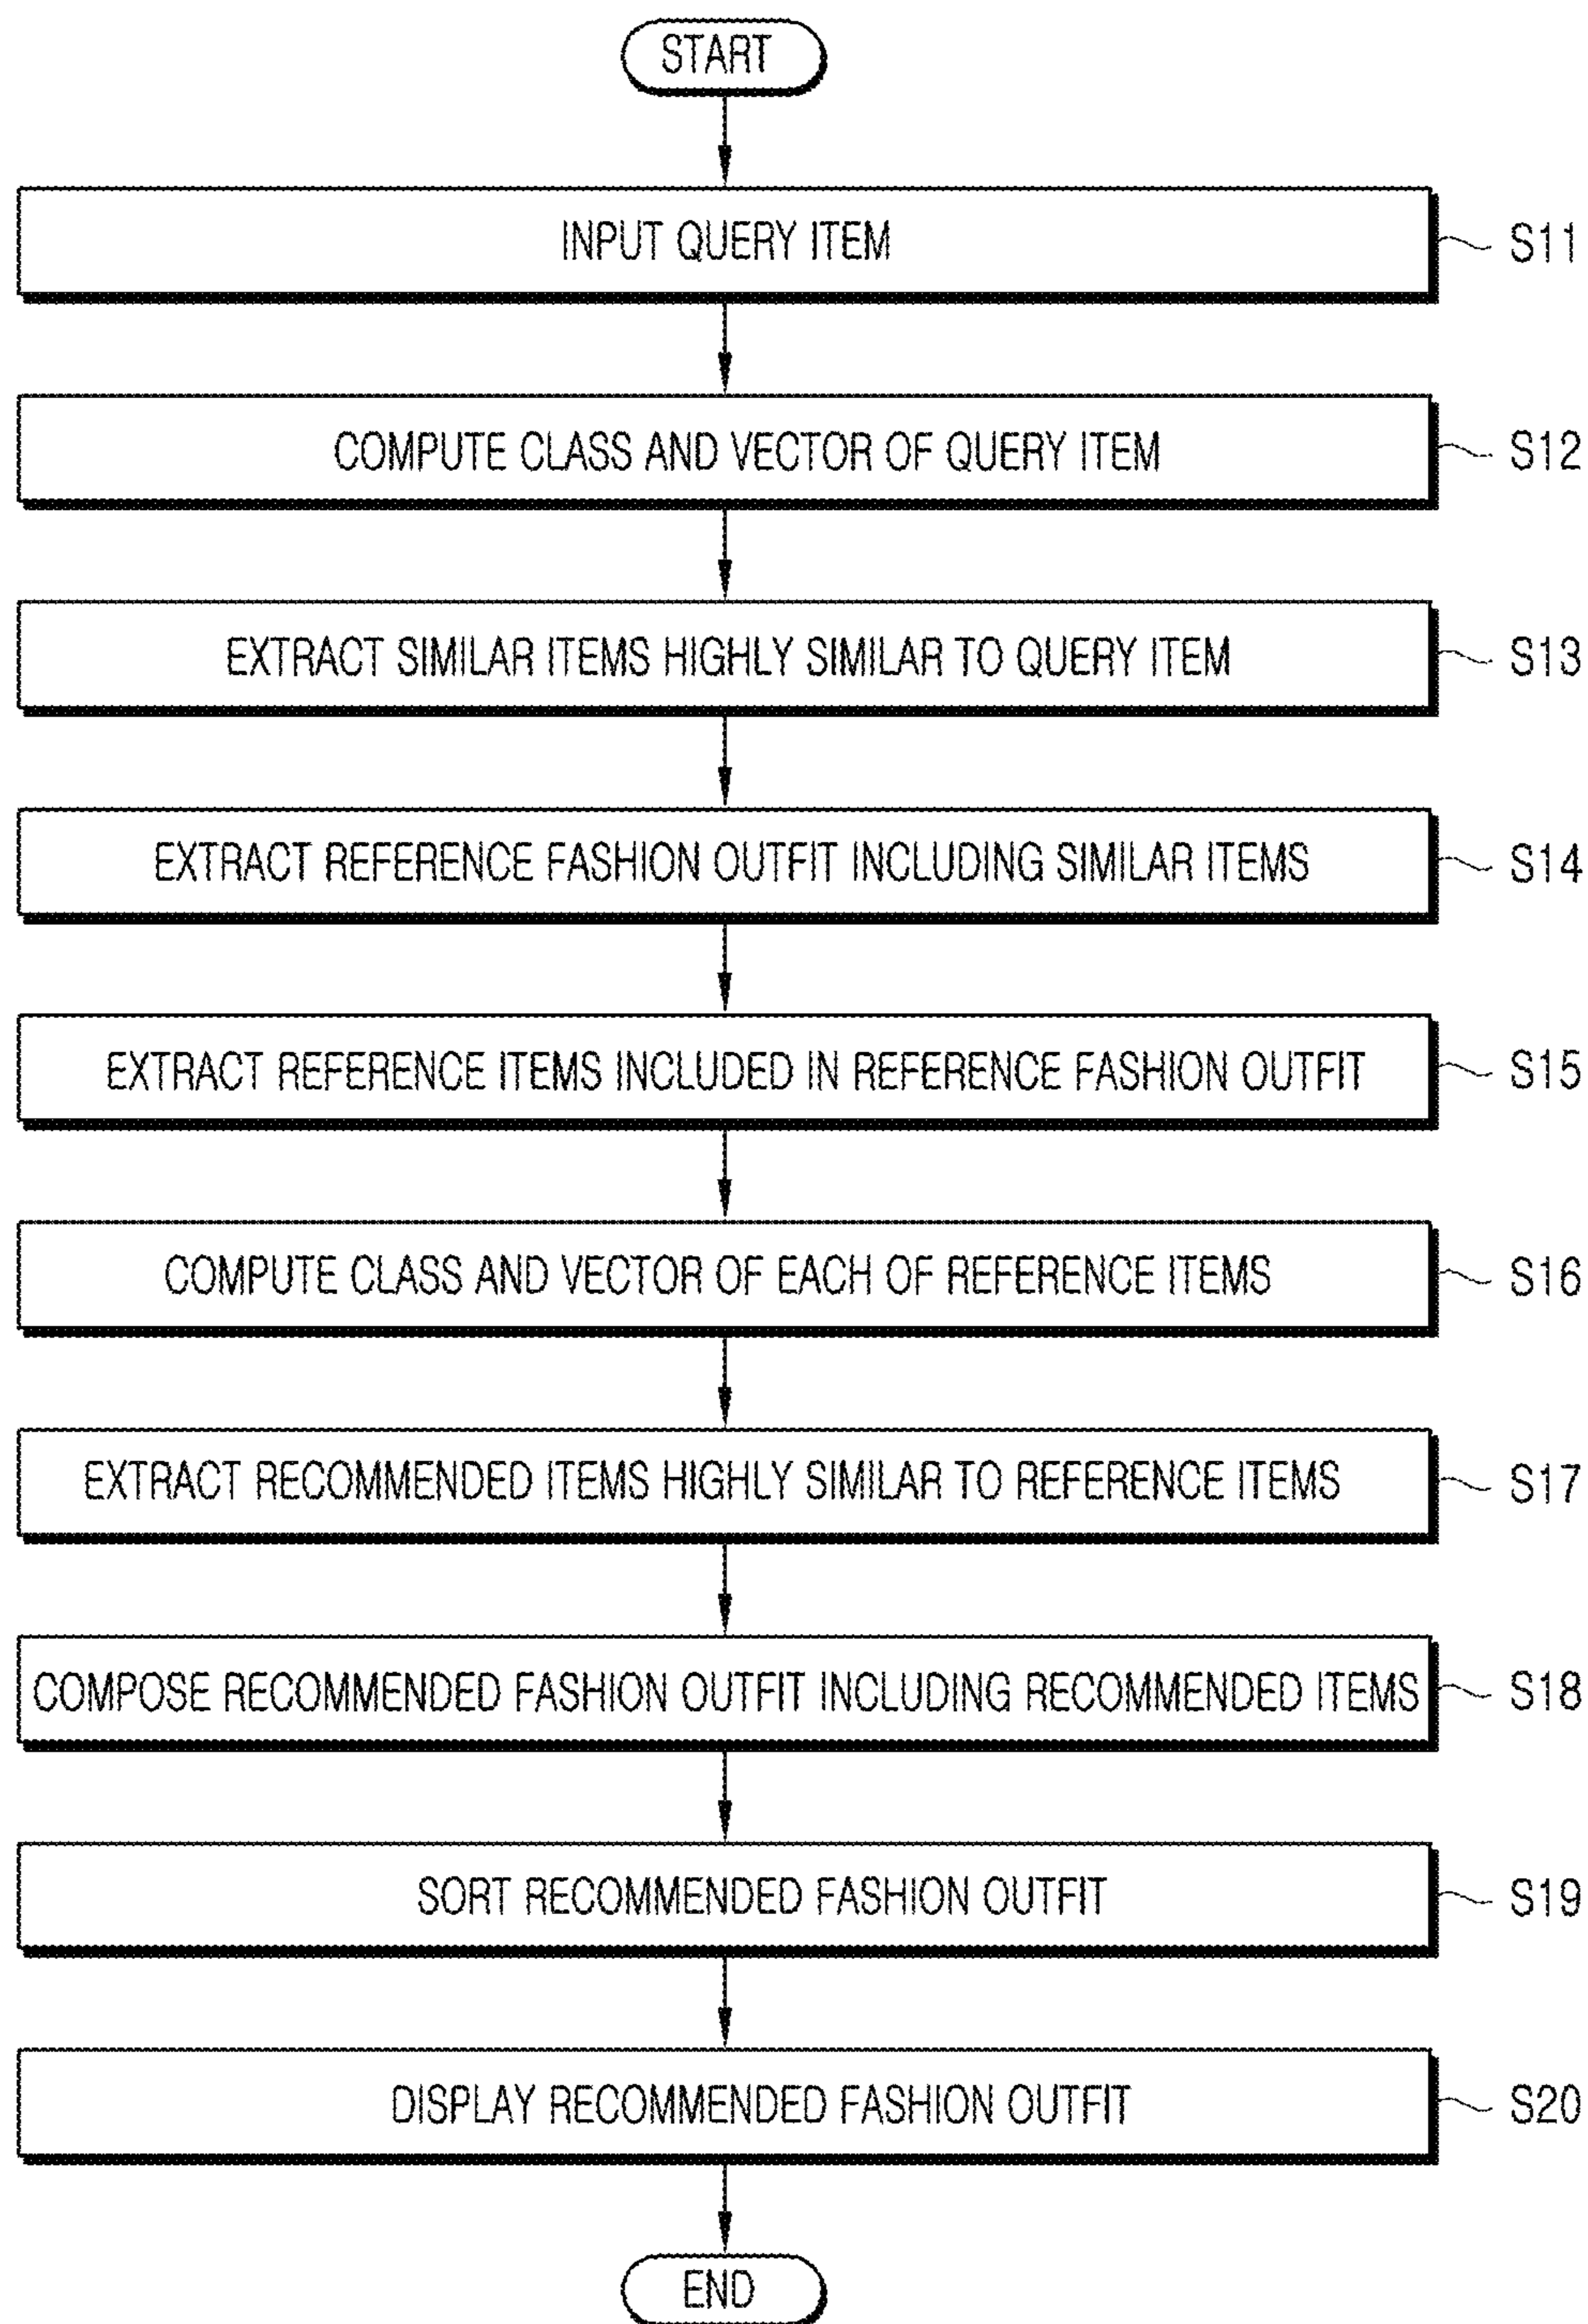 START
INPUT QUERY ITEM S11
COMPUTE CLASS AND VECTOR OF QUERY ITEM S12
EXTRACT SIMILAR ITEMS HIGHLY SIMILAR TO QUERY ITEM S13
EXTRACT REFERENCE FASHION OUTFIT INCLUDING SIMILAR ITEMS S14
EXTRACT REFERENCE ITEMS INCLUDED IN REFERENCE FASHION OUTFIT S15
COMPUTE CLASS AND VECTOR OF EACH OF REFERENCE ITEMS S16
EXTRACT RECOMMENDED ITEMS HIGHLY SIMILAR TO REFERENCE ITEMS S17
COMPOSE RECOMMENDED FASHION OUTFIT INCLUDING RECOMMENDED ITEMS S18
SORT RECOMMENDED FASHION OUTFIT S19
DISPLAY RECOMMENDED FASHION OUTFIT S20
END